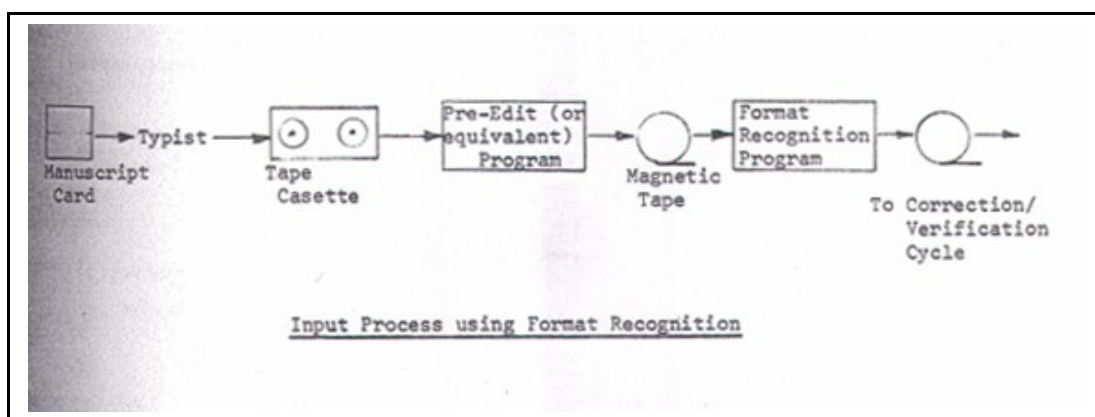 Manuscript
Card
Typist
Tape
Casette
Pre-Edit (or
equivalent)
Program
Magnetic
Tape
Format
Recognition
Program
To Correction/
Verification
Cycle
Input Process using Format Recognition